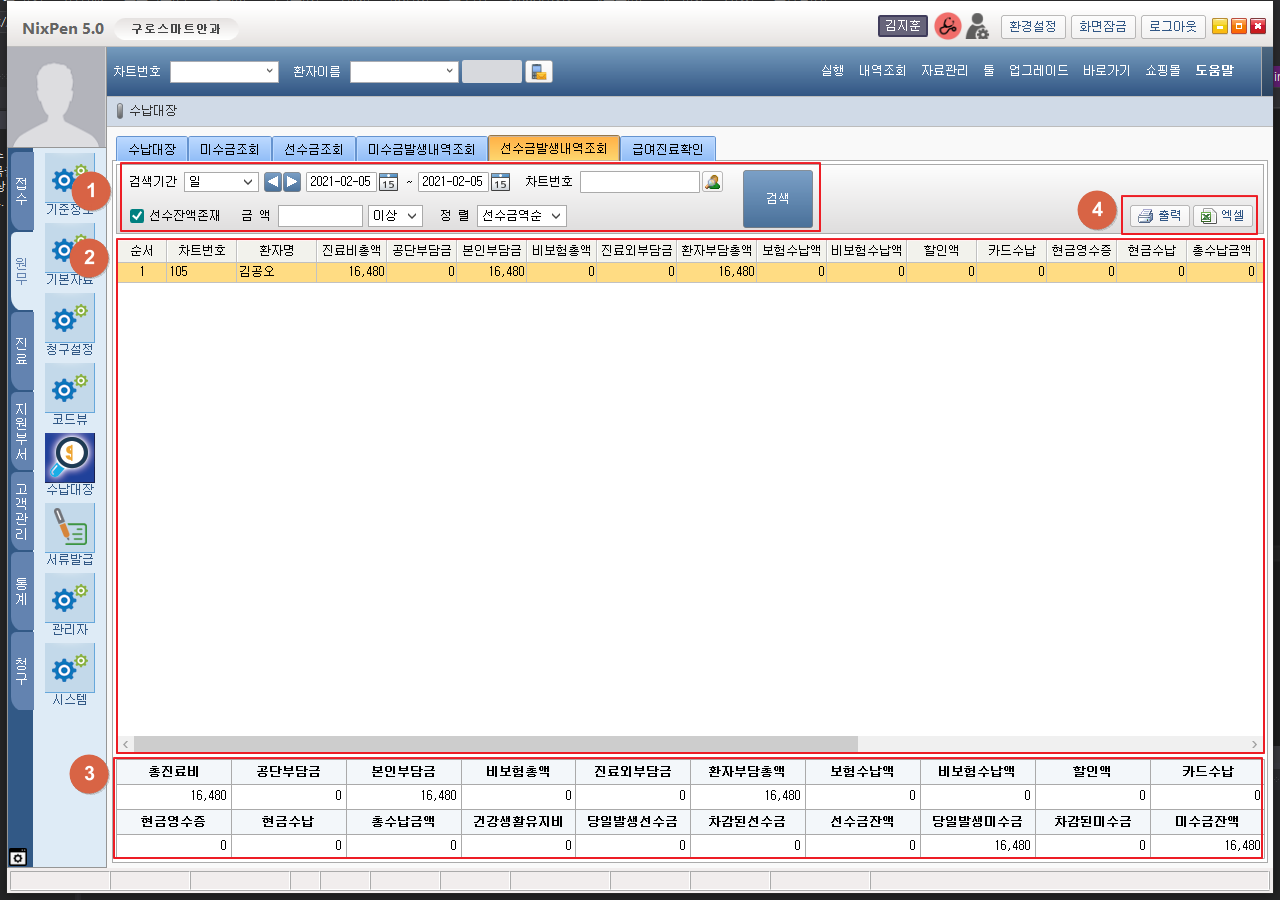 NixPen 5.0 구로스마트안과 김지훈 환경설정 화면잠금 로그아웃
차트번호 환자이름 실행 내역조회 자료관리 툴 업그레이드 바로가기 쇼핑몰 도움말
수납대장
수납대장 미수금조회 선수금조회 미수금발생내역조회 선수금발생내역조회 급여진료확인
검색기간 일 2021-02-05 15 ~ 2021-02-05 15 차트번호 검색
선수잔액존재 금 액 이상 정 렬 선수금역순
출력 엑셀
1
2
3
4
접수
원무
진료
지원부서
고객관리
통계
청구
기준정보
기본자료
청구설정
코드뷰
수납대장
서류발급
관리자
시스템
순서 차트번호 환자명 진료비총액 공단부담금 본인부담금 비보험총액 진료외부담금 환자부담총액 보험수납액 비보험수납액 할인액 카드수납 현금영수증 현금수납 총수납금액
1 105 김공오 16,480 0 16,480 0 0 16,480 0 0 0 0 0 0 0
총진료비 공단부담금 본인부담금 비보험총액 진료외부담금 환자부담총액 보험수납액 비보험수납액 할인액 카드수납
16,480 0 16,480 0 0 16,480 0 0 0 0
현금영수증 현금수납 총수납금액 건강생활유지비 당일발생선수금 차감된선수금 선수금잔액 당일발생미수금 차감된미수금 미수금잔액
0 0 0 0 0 0 0 16,480 0 16,480